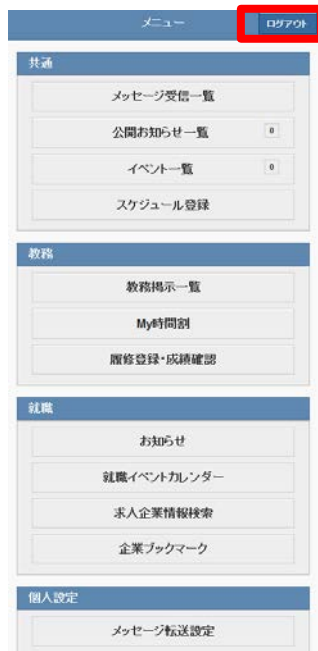 メニュー
ログアウト
共通
メッセージ受信一覧
公開お知らせ一覧 0
イベント一覧 0
スケジュール登録
教務
教務掲示一覧
My時間割
履修登録・成績確認
就職
お知らせ
就職イベントカレンダー
求人企業情報検索
企業ブックマーク
個人設定
メッセージ転送設定